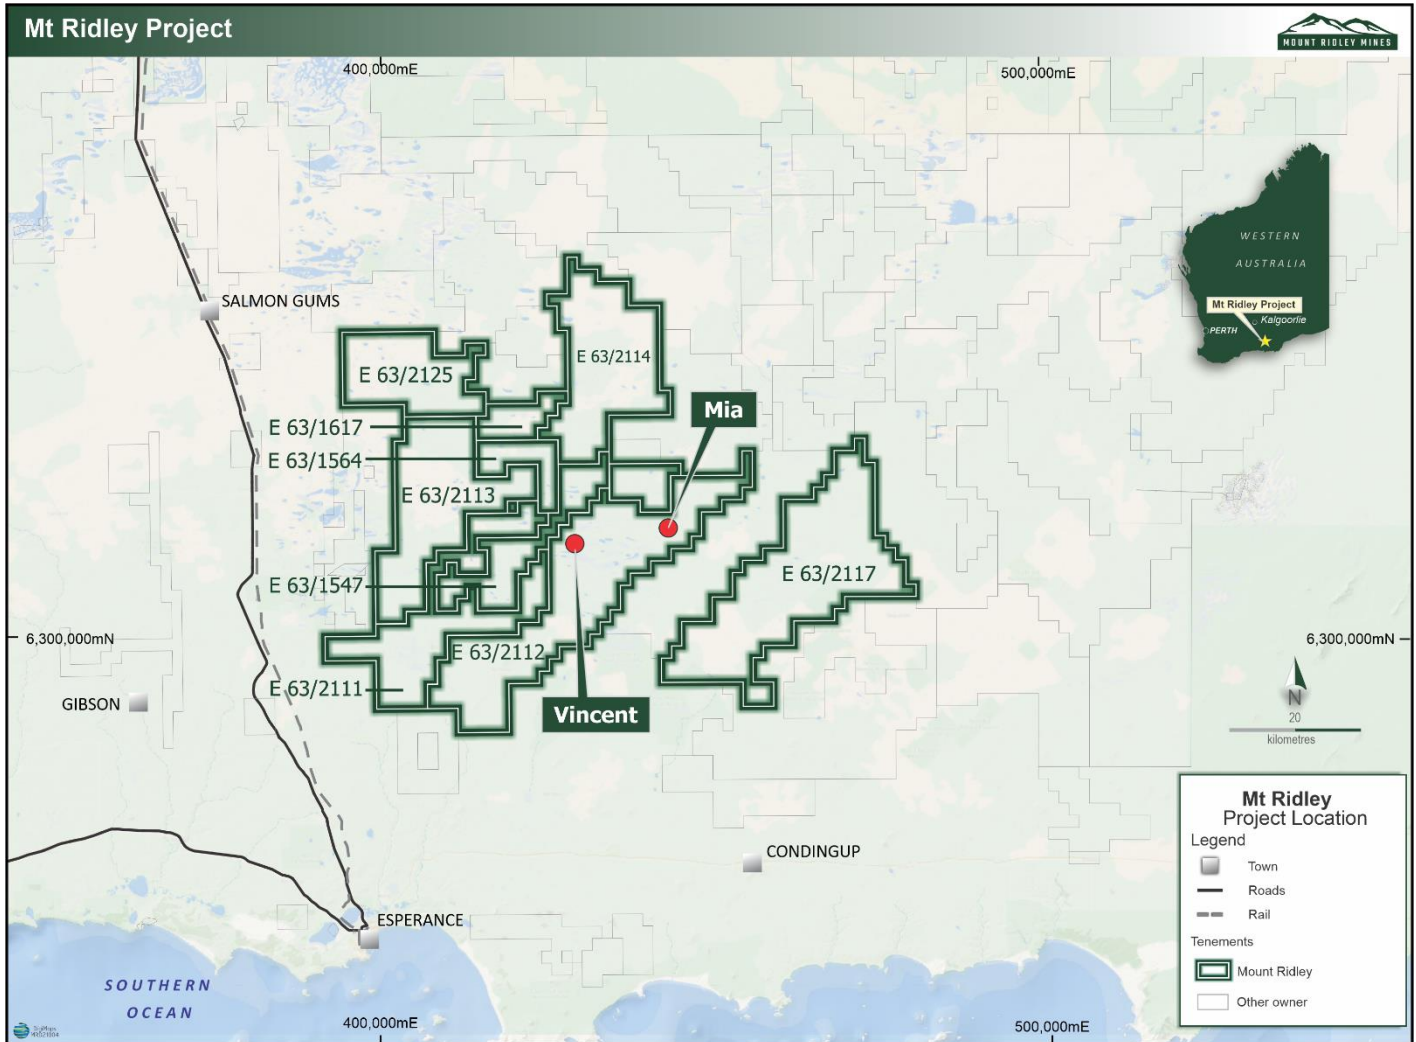 Mt Ridley Project
MOUNT RIDLEY MINES
400,000mE
500,000mE
WESTERN
AUSTRALIA
Mt Ridley Project
Kalgoorlie
PERTH
SALMON GUMS
E 63/2114
E 63/2125
Mia
E 63/1617
E 63/1564
E 63/2113
E 63/2117
E 63/1547
6,300,000mN
6,300,000mN
E 63/2112
E 63/2111
GIBSON
Vincent
N
20
kilometres
Mt Ridley
Project Location
Legend
Town
Roads
Rail
Tenements
Mount Ridley
Other owner
CONDINGUP
ESPERANCE
SOUTHERN
OCEAN
400,000mE
500,000mE